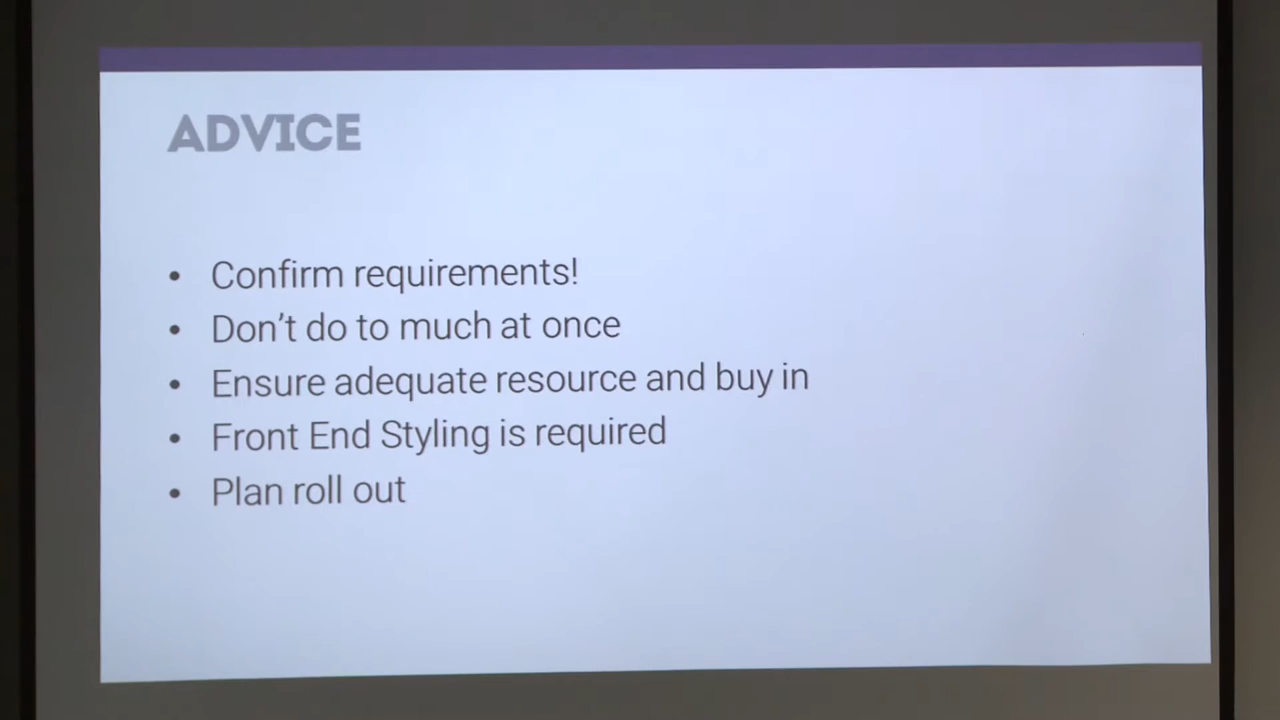 ADVICE
• Confirm requirements!
• Don't do to much at once
• Ensure adequate resource and buy in
• Front End Styling is required
• Plan roll out